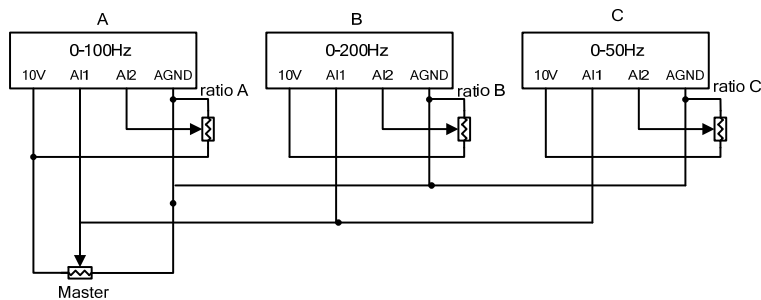 A
B
C
0-100Hz
10V AI1 AI2 AGND
ratio A
0-200Hz
10V AI1 AI2 AGND
ratio B
0-50Hz
10V AI1 AI2 AGND
ratio C
Master